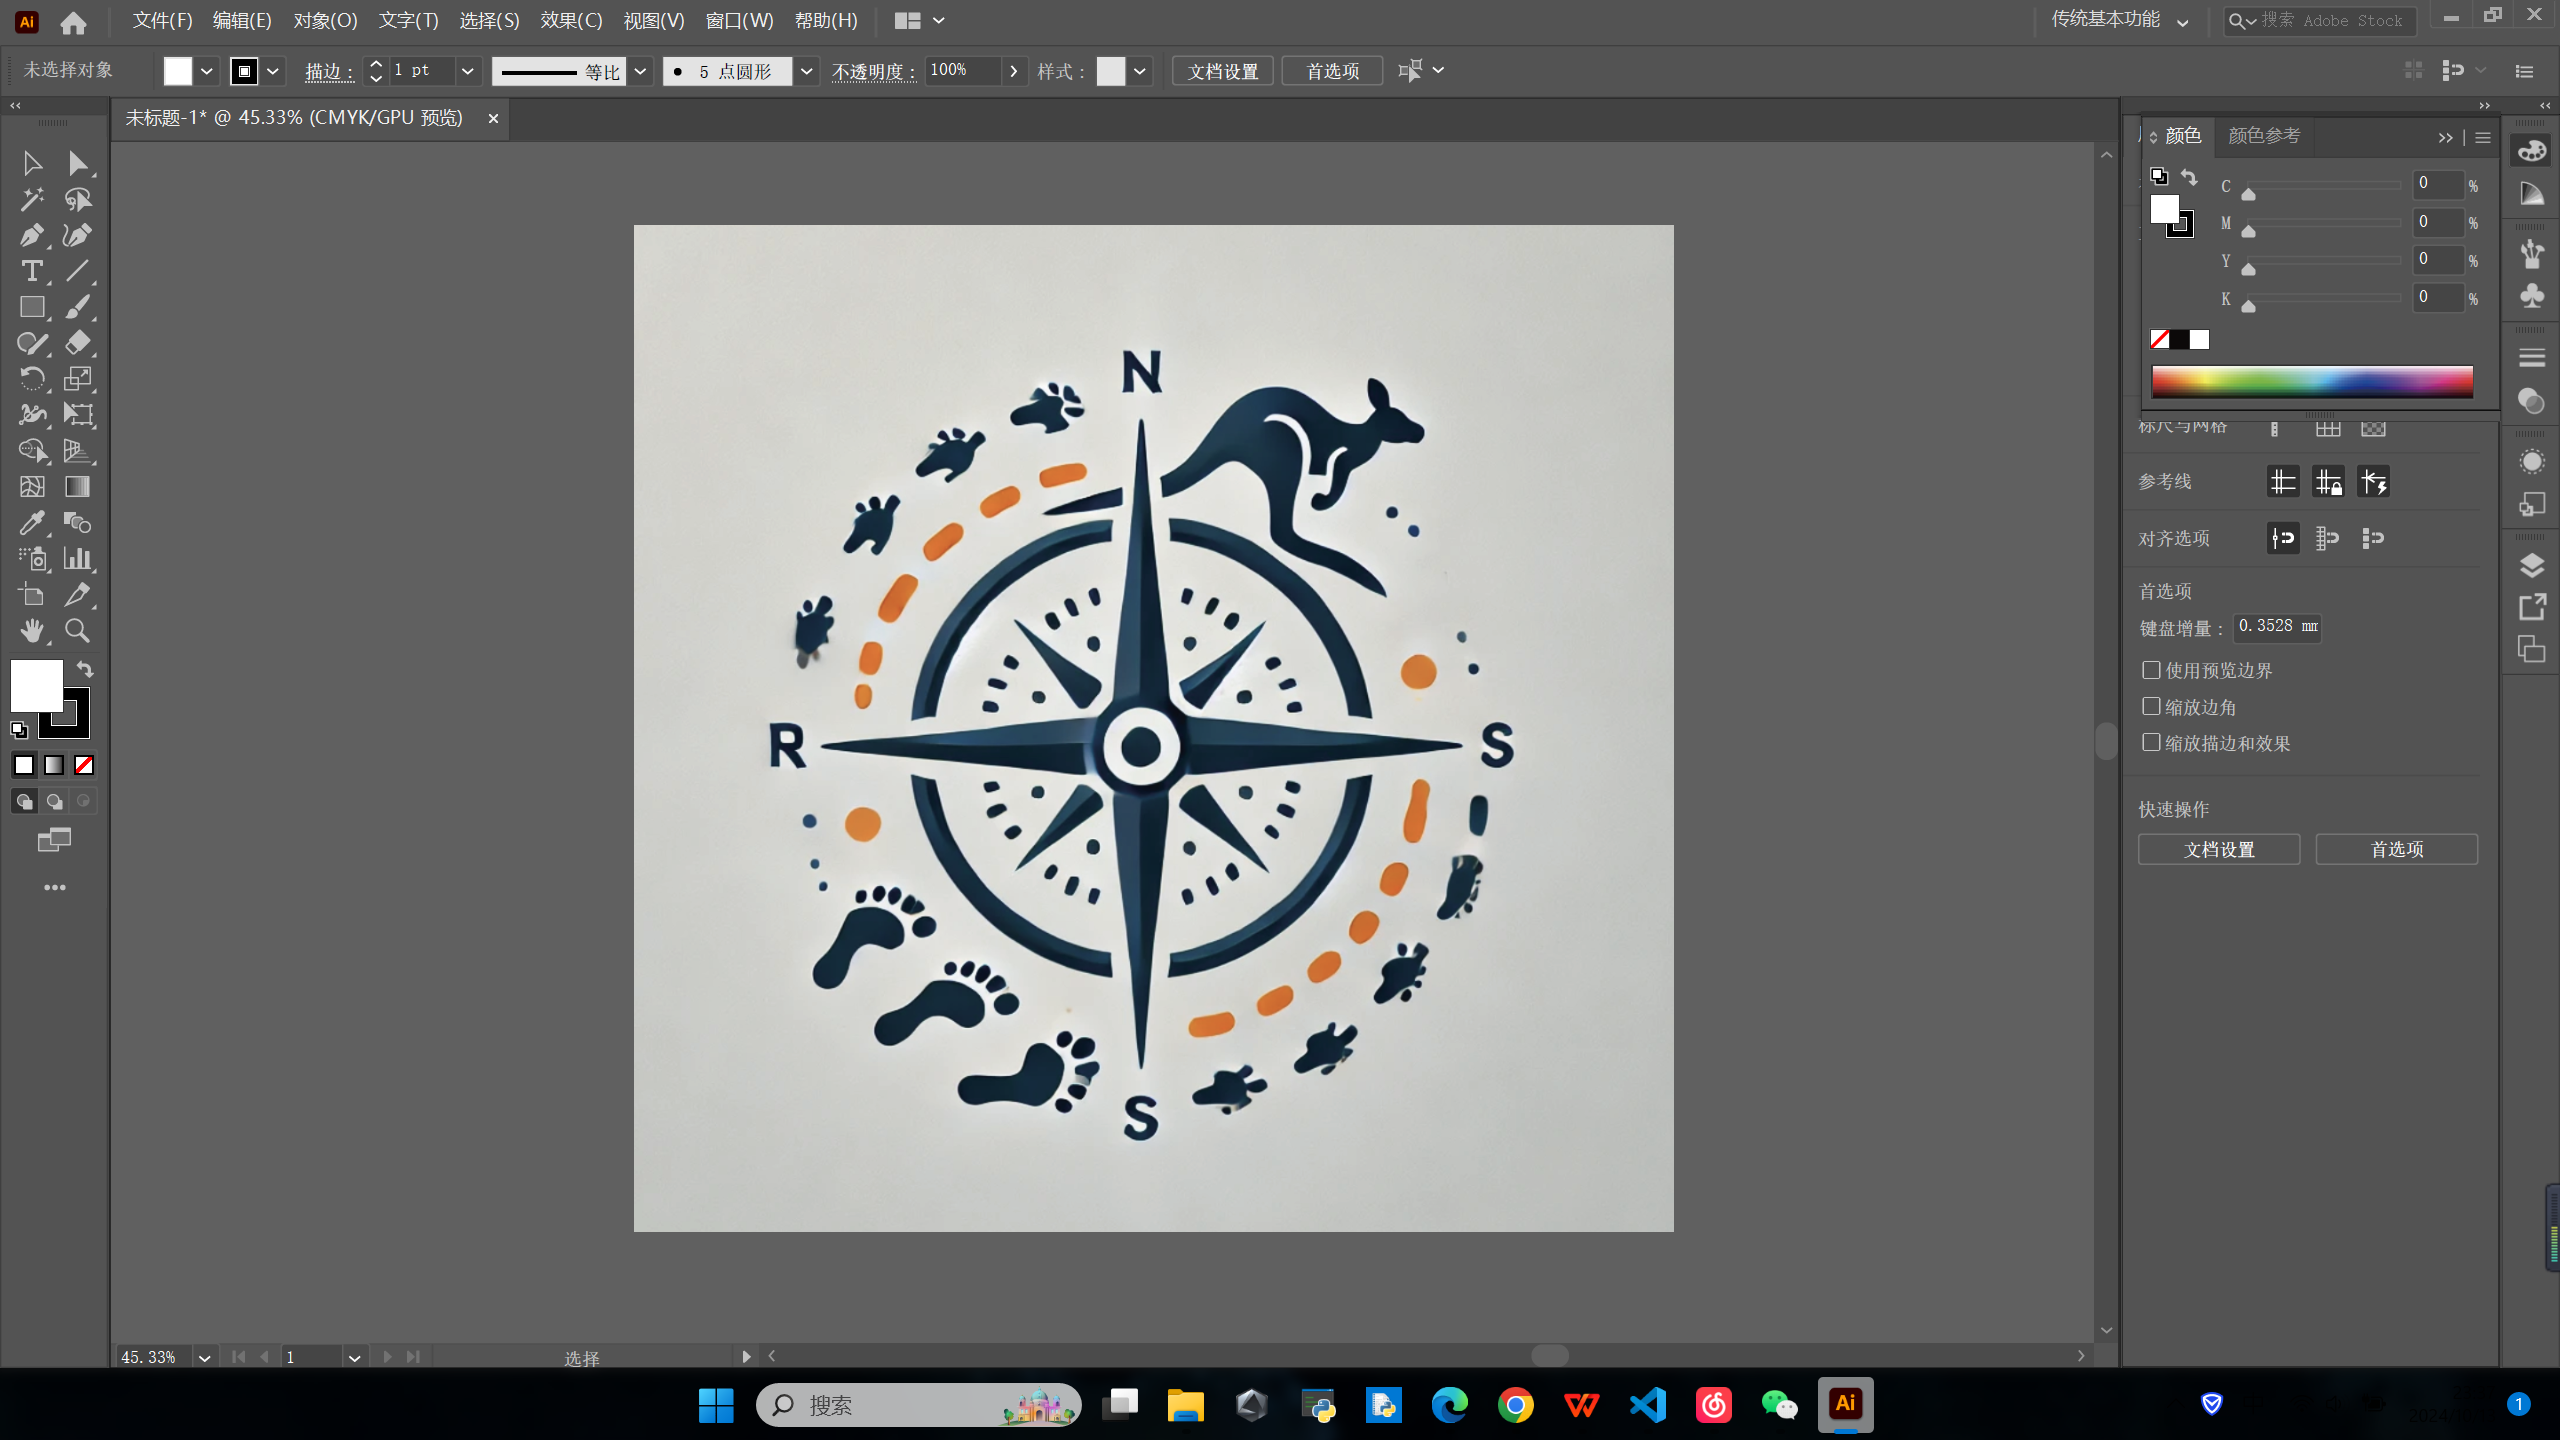 Ai 文件(F) 编辑(E) 对象(O) 文字(T) 选择(S) 效果(C) 视图(V) 窗口(W) 帮助(H) 传统基本功能 搜索 Adobe Stock
未选择对象 描边： 1 pt 等比 5 点圆形 不透明度： 100% 样式： 文档设置 首选项
未标题-1* @ 45.33% (CMYK/GPU 预览)
颜色 颜色参考
C 0 %
M 0 %
Y 0 %
K 0 %
标尺与网格
参考线
对齐选项
首选项
键盘增量： 0.3528 mm
使用预览边界
缩放边角
缩放描边和效果
快速操作
文档设置 首选项
N
R S
S
45.33% 1 选择
搜索 Ai 1